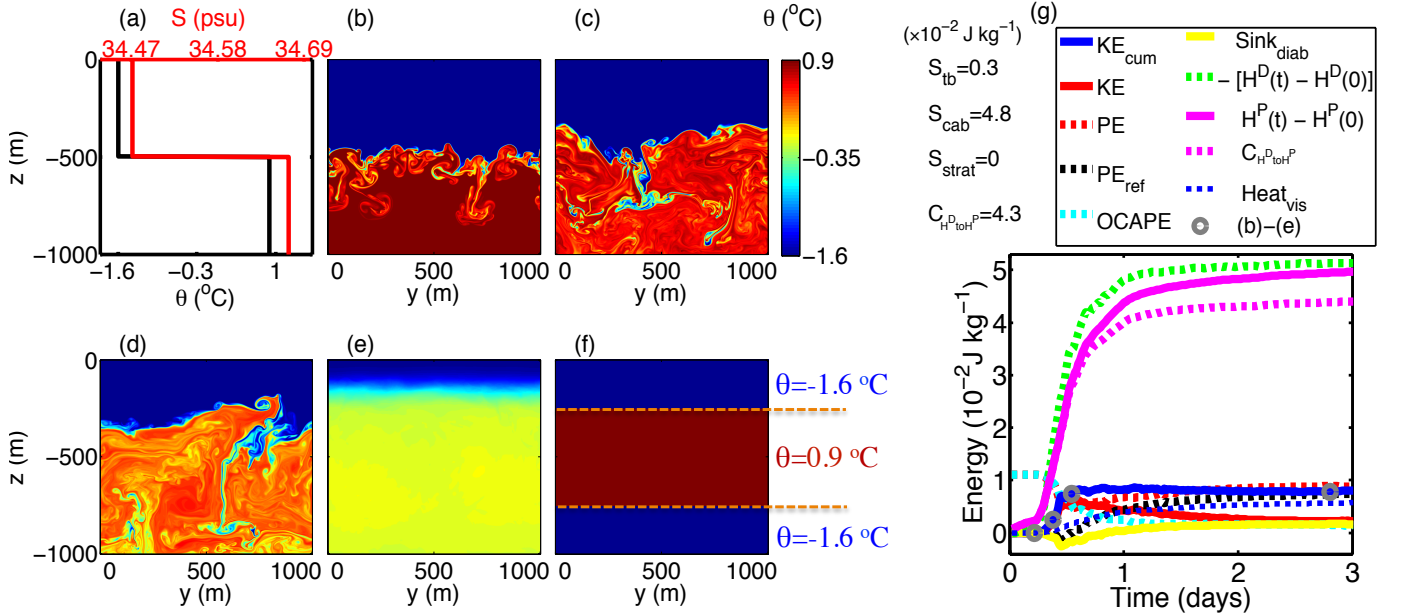 (a)
S (psu)
34.47 34.58 34.69
0
−500
−1000
z (m)
−1.6 −0.3 1
θ (°C)
(b)
0 500 1000
y (m)
(c)
θ (°C)
0.9
−0.35
−1.6
0 500 1000
y (m)
(d)
0
−500
−1000
z (m)
0 500 1000
y (m)
(e)
0 500 1000
y (m)
(f)
θ=-1.6 °C
θ=0.9 °C
θ=-1.6 °C
0 500 1000
y (m)
(×10⁻² J kg⁻¹)
S_tb=0.3
S_cab=4.8
S_strat=0
C_HDtoHP=4.3
(g)
KE_cum
KE
PE
PE_ref
OCAPE
Sink_diab
− [H^D(t) − H^D(0)]
H^P(t) − H^P(0)
C_HDtoHP
Heat_vis
(b)−(e)
Energy (10⁻² J kg⁻¹)
5
4
3
2
1
0
0 1 2 3
Time (days)